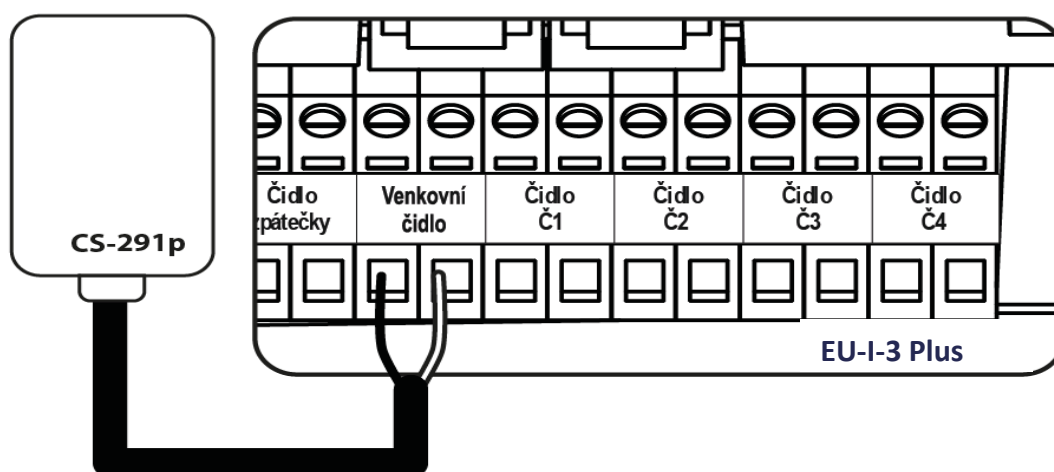 CS-291p
Čidlo
zpátečky
Venkovní
čidlo
Čidlo
Č1
Čidlo
Č2
Čidlo
Č3
Čidlo
Č4
EU-I-3 Plus